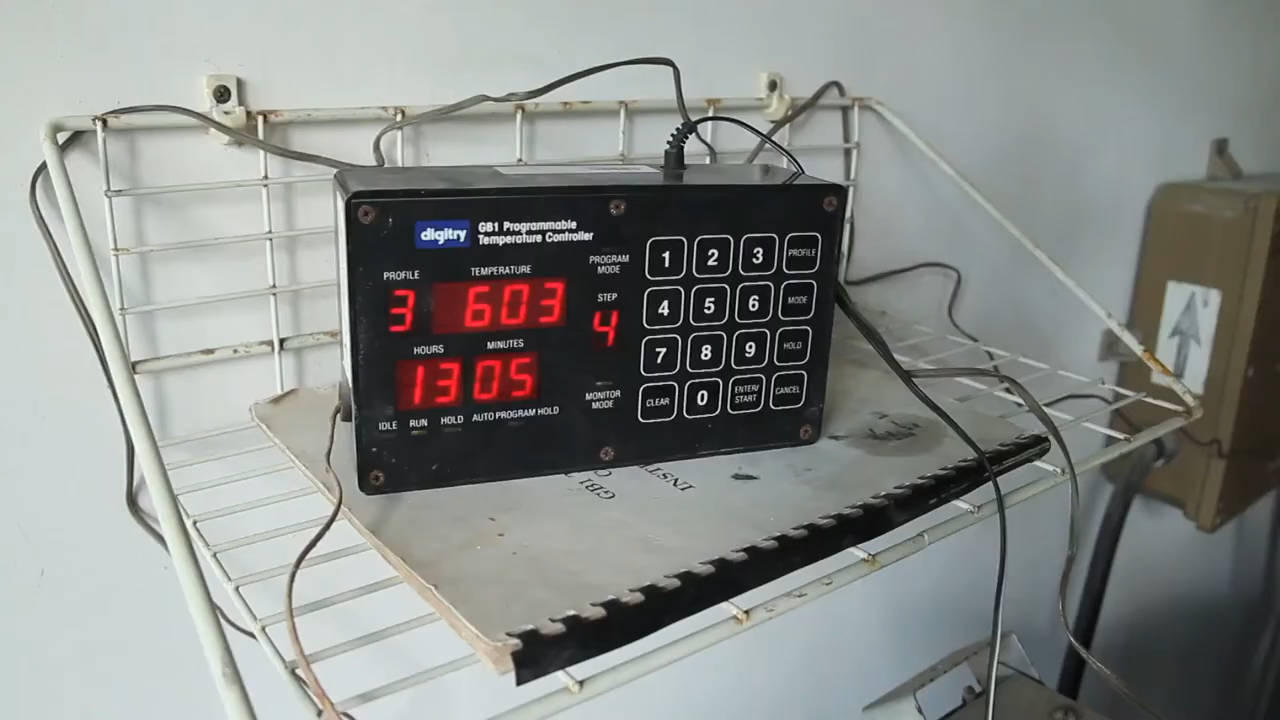 digitry
GB1 Programmable
Temperature Controller
PROFILE
TEMPERATURE
3
603
PROGRAM
MODE
STEP
4
HOURS
MINUTES
13
05
MONITOR
MODE
IDLE RUN HOLD AUTO PROGRAM HOLD
1 2 3 PROFILE
4 5 6 MODE
7 8 9 HOLD
CLEAR 0 ENTER/
START CANCEL
GB1